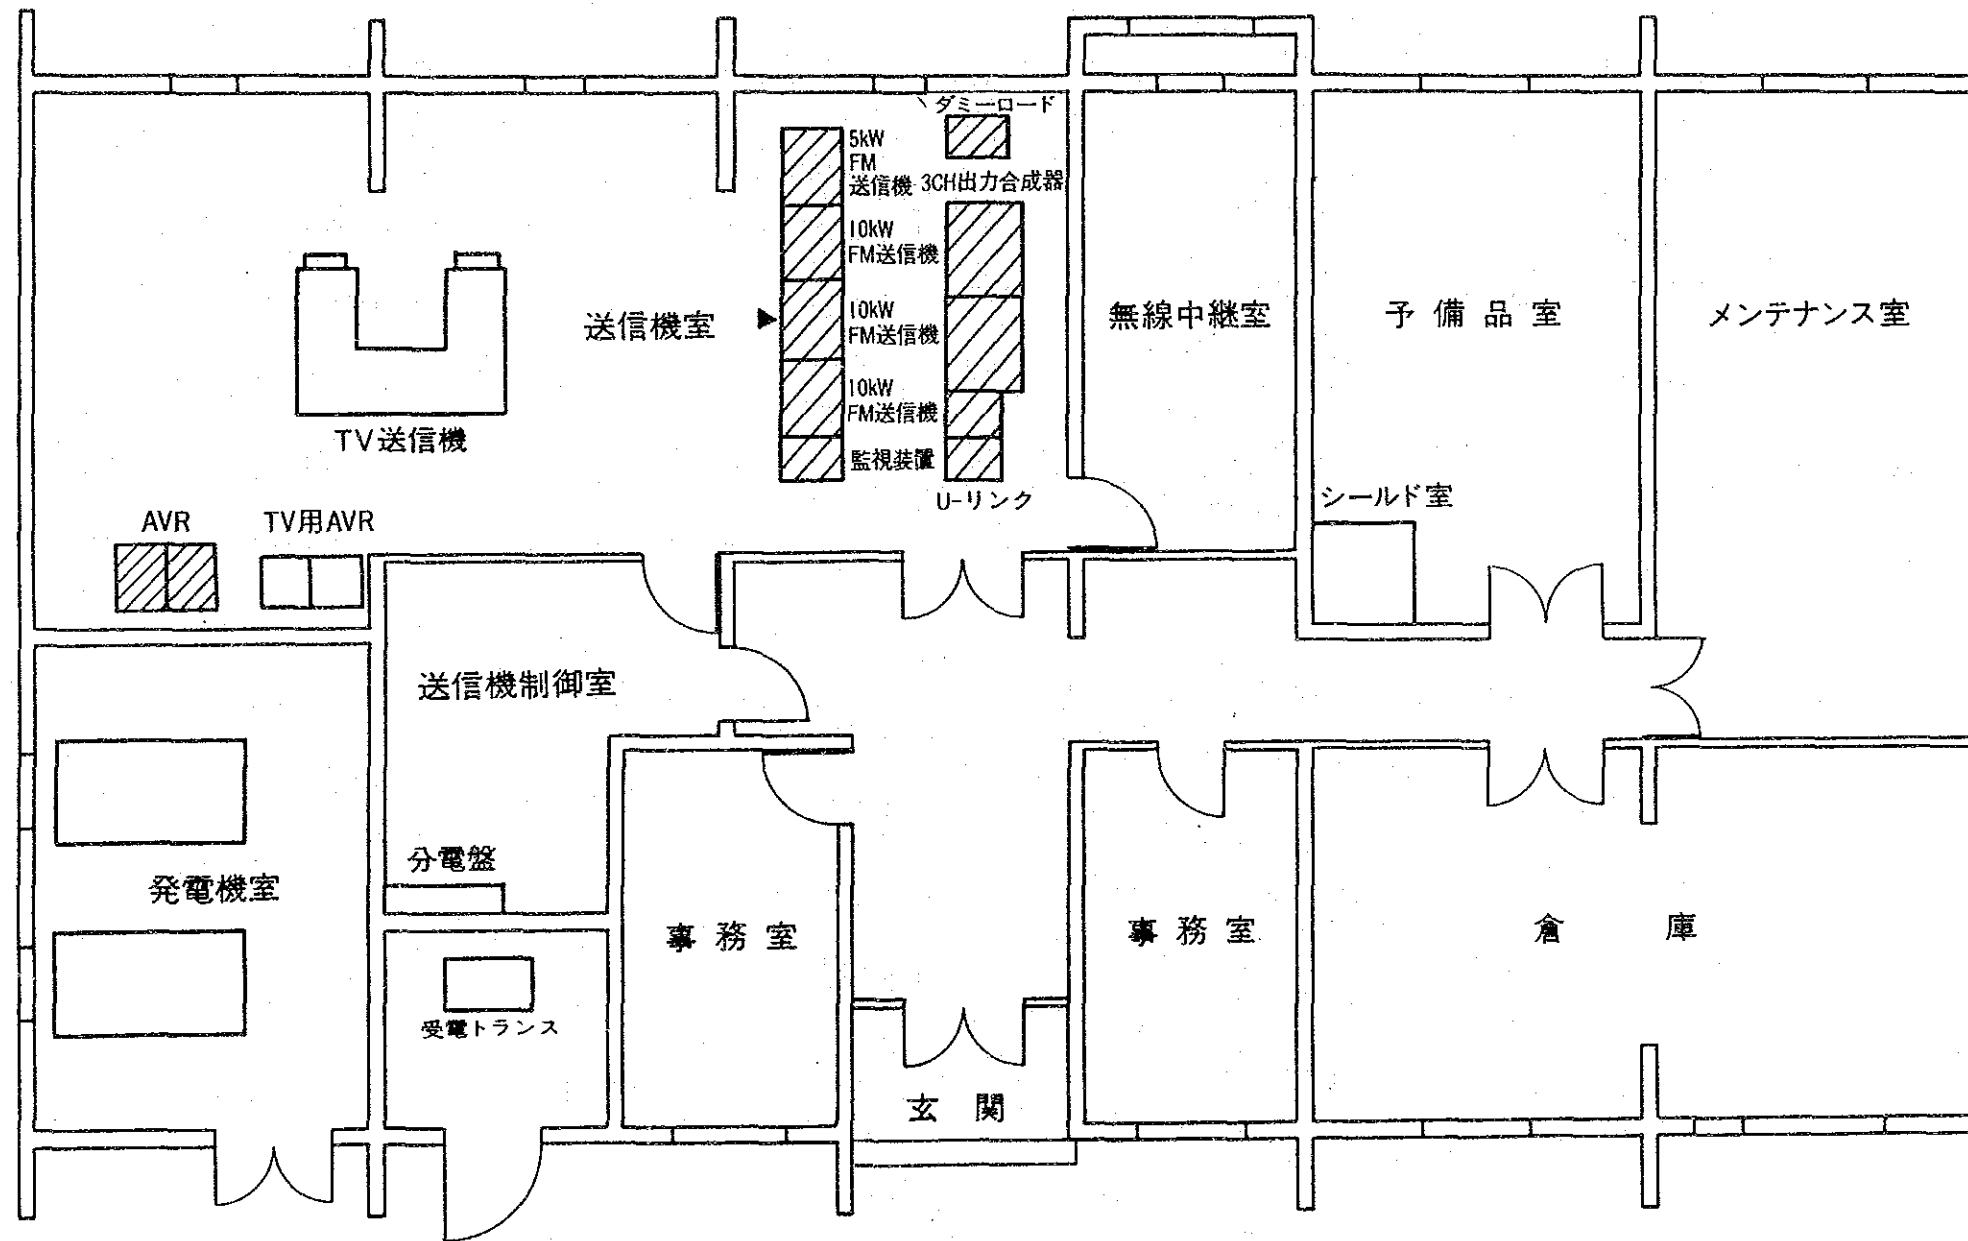 ダミーロード
5kW
FM
送信機
3CH出力合成器
10kW
FM送信機
10kW
FM送信機
10kW
FM送信機
監視装置
U-リンク
送信機室
無線中継室
予備品室
メンテナンス室
TV送信機
シールド室
AVR
TV用AVR
送信機制御室
分電盤
発電機室
事務室
事務室
倉庫
受電トランス
玄関